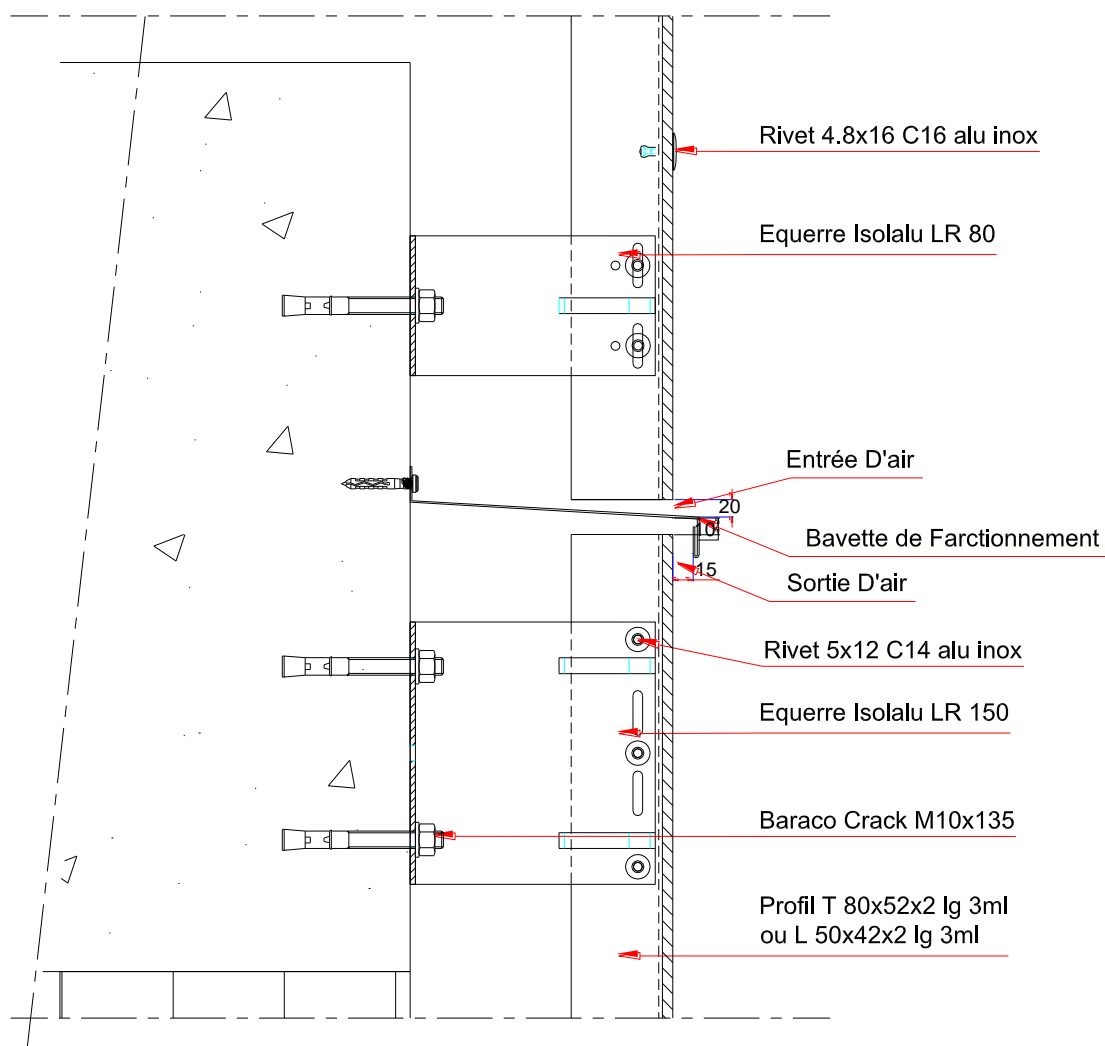 Rivet 4.8x16 C16 alu inox
Equerre Isolalu LR 80
Entrée D'air
20
10
Bavette de Farctionnement
15
Sortie D'air
Rivet 5x12 C14 alu inox
Equerre Isolalu LR 150
Baraco Crack M10x135
Profil T 80x52x2 lg 3ml
ou L 50x42x2 lg 3ml